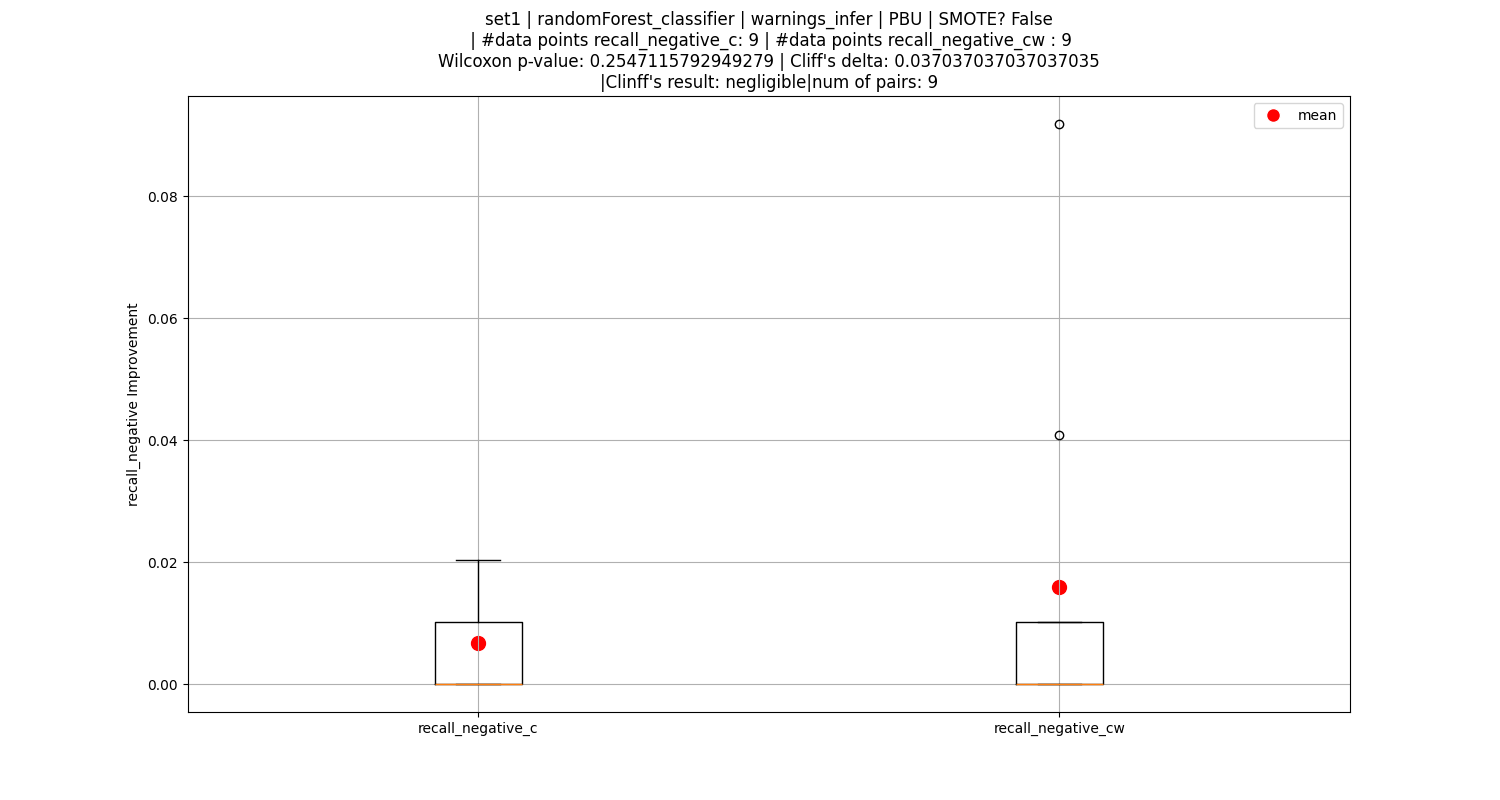 set1 | randomForest_classifier | warnings_infer | PBU | SMOTE? False
| #data points recall_negative_c: 9 | #data points recall_negative_cw : 9
Wilcoxon p-value: 0.2547115792949279 | Cliff's delta: 0.037037037037037035
|Clinff's result: negligible|num of pairs: 9
mean
0.08
0.06
0.04
0.02
0.00
recall_negative Improvement
recall_negative_c
recall_negative_cw